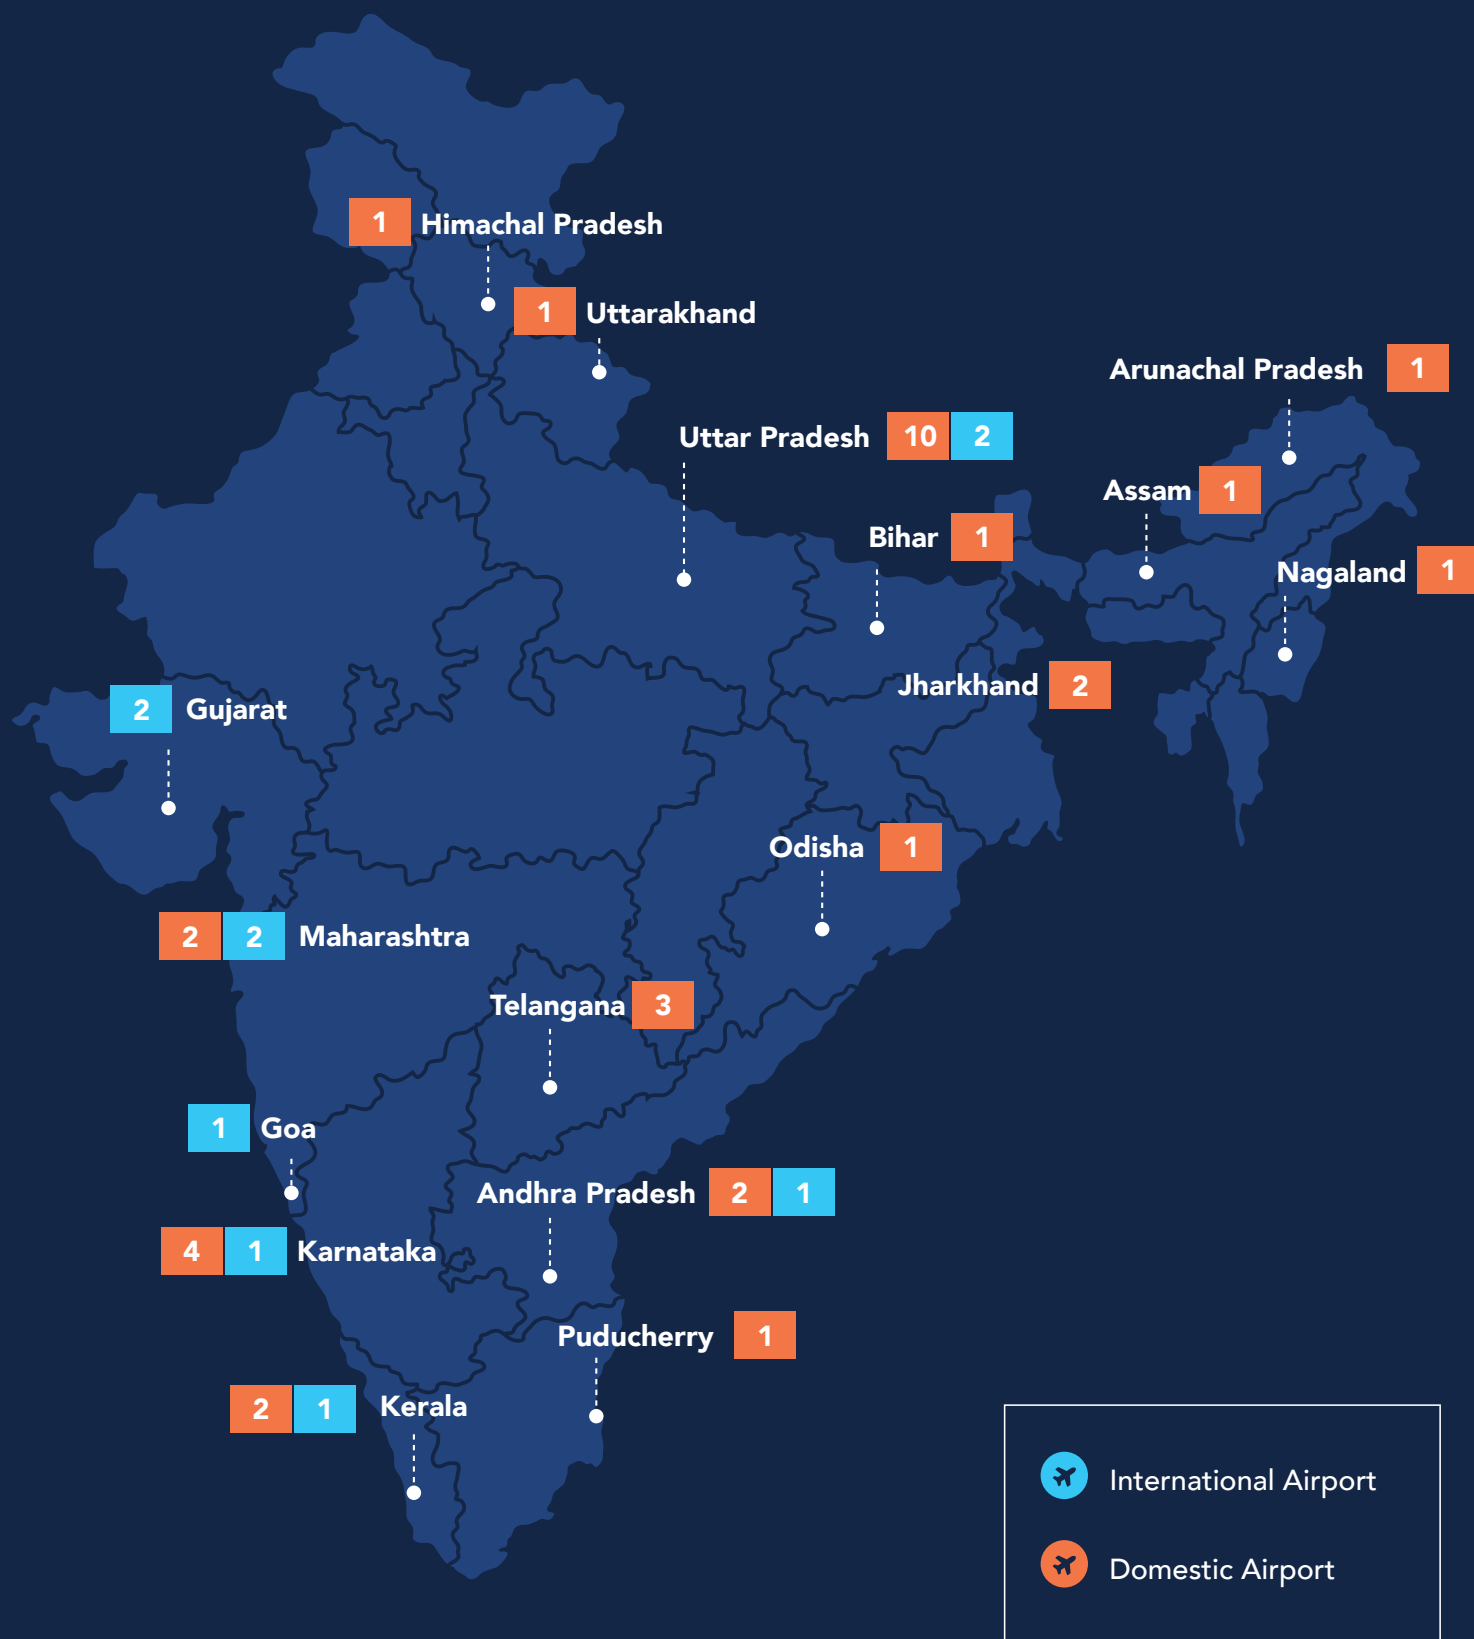 1 Himachal Pradesh
1 Uttarakhand
Arunachal Pradesh 1
Uttar Pradesh 10 2
Assam 1
Bihar 1
Nagaland 1
Jharkhand 2
2 Gujarat
Odisha 1
2 2 Maharashtra
Telangana 3
1 Goa
Andhra Pradesh 2 1
4 1 Karnataka
Puducherry 1
2 1 Kerala
International Airport
Domestic Airport